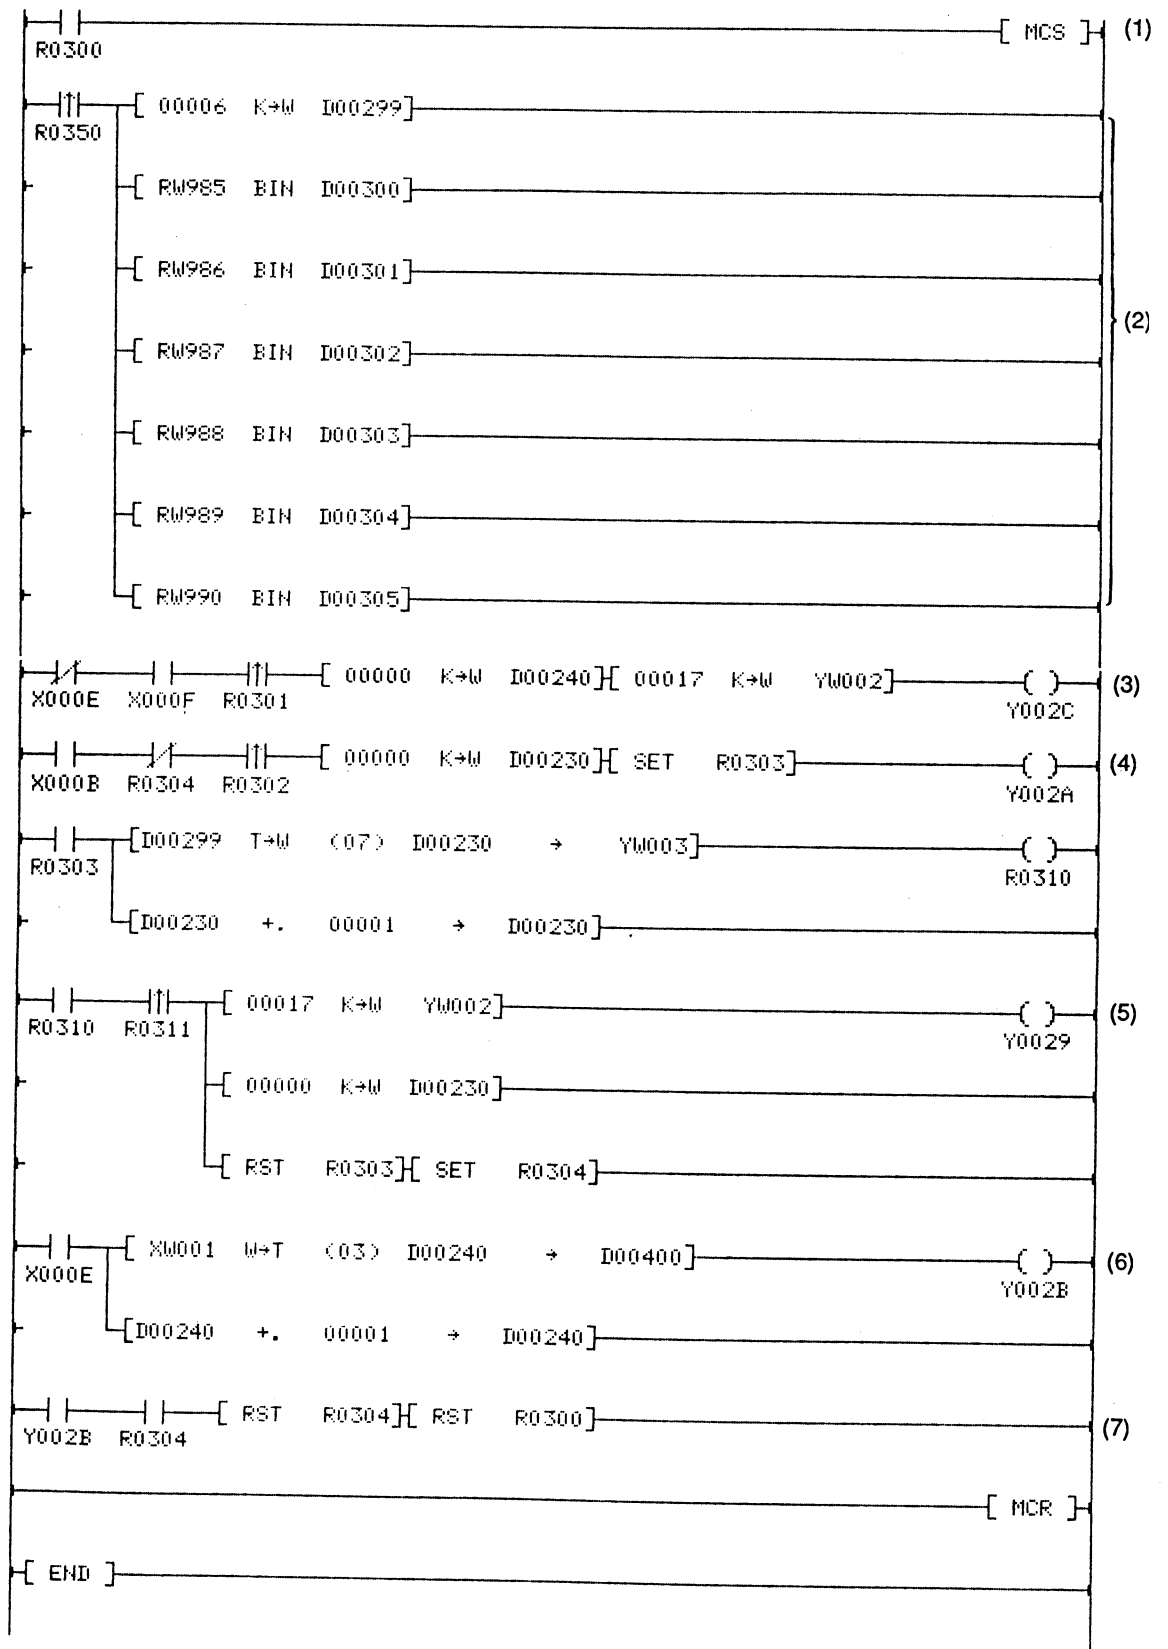 [ MCS ] (1)
R0300
[ 00006 K→W D00299]
R0350
[ RW985 BIN D00300]
[ RW986 BIN D00301]
(2)
[ RW987 BIN D00302]
[ RW988 BIN D00303]
[ RW989 BIN D00304]
[ RW990 BIN D00305]
[ 00000 K→W D00240][ 00017 K→W YW002] ( ) (3)
X000E X000F R0301 Y002C
[ 00000 K→W D00230][ SET R0303] ( ) (4)
X000B R0304 R0302 Y002A
[D00299 T→W (07) D00230 → YW003] ( )
R0303 R0310
[D00230 +. 00001 → D00230]
[ 00017 K→W YW002] ( ) (5)
R0310 R0311 Y0029
[ 00000 K→W D00230]
[ RST R0303][ SET R0304]
[ XW001 W→T (03) D00240 → D00400] ( ) (6)
X000E Y002B
[D00240 +. 00001 → D00240]
[ RST R0304][ RST R0300] (7)
Y002B R0304
[ MCR ]
[ END ]